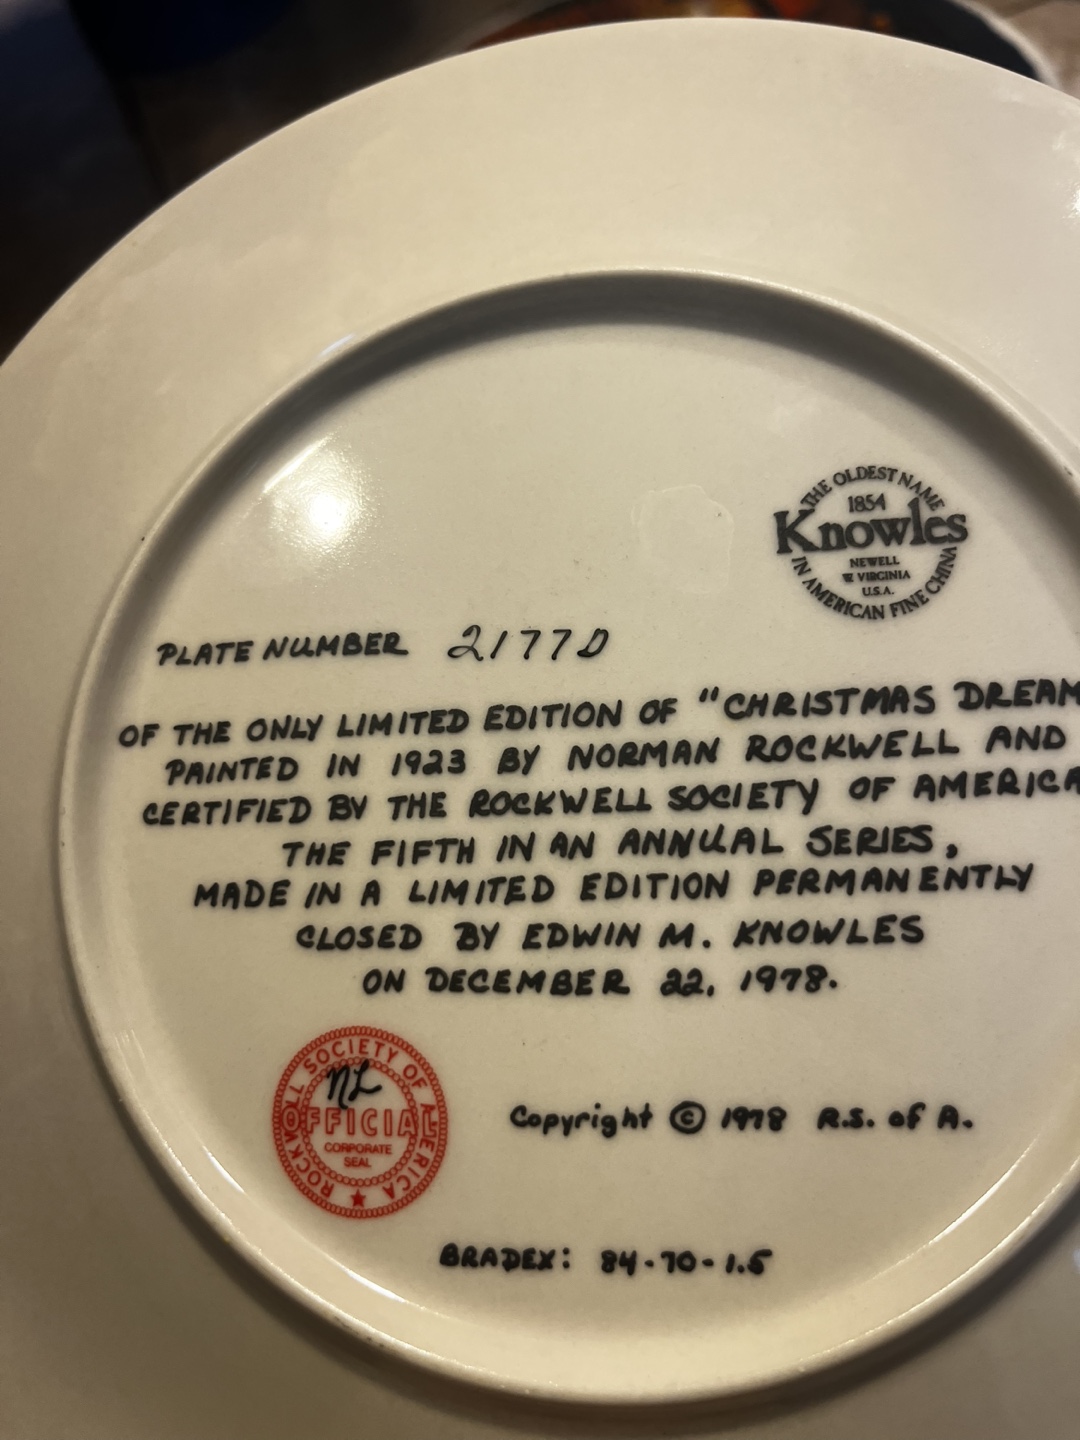 THE OLDEST NAME
1854
Knowles
NEWELL
W VIRGINIA
U.S.A.
IN AMERICAN FINE CHINA
PLATE NUMBER 2177D
OF THE ONLY LIMITED EDITION OF "CHRISTMAS DREAM
PAINTED IN 1923 BY NORMAN ROCKWELL AND
CERTIFIED BY THE ROCKWELL SOCIETY OF AMERICA
THE FIFTH IN AN ANNUAL SERIES,
MADE IN A LIMITED EDITION PERMANENTLY
CLOSED BY EDWIN M. KNOWLES
ON DECEMBER 22, 1978.
ROCKWELL SOCIETY OF AMERICA
NL
OFFICIAL
CORPORATE
SEAL
Copyright © 1978 R.S. of A.
BRADEX: 84-70-1.5